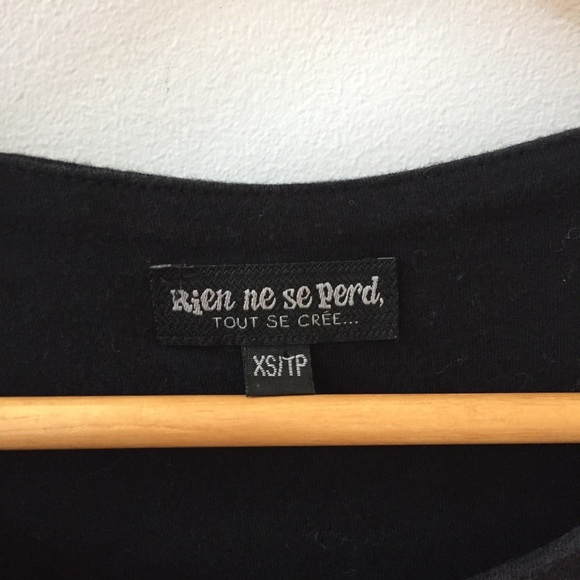 Rien ne se perd,
TOUT SE CRÉE...
XS/TP